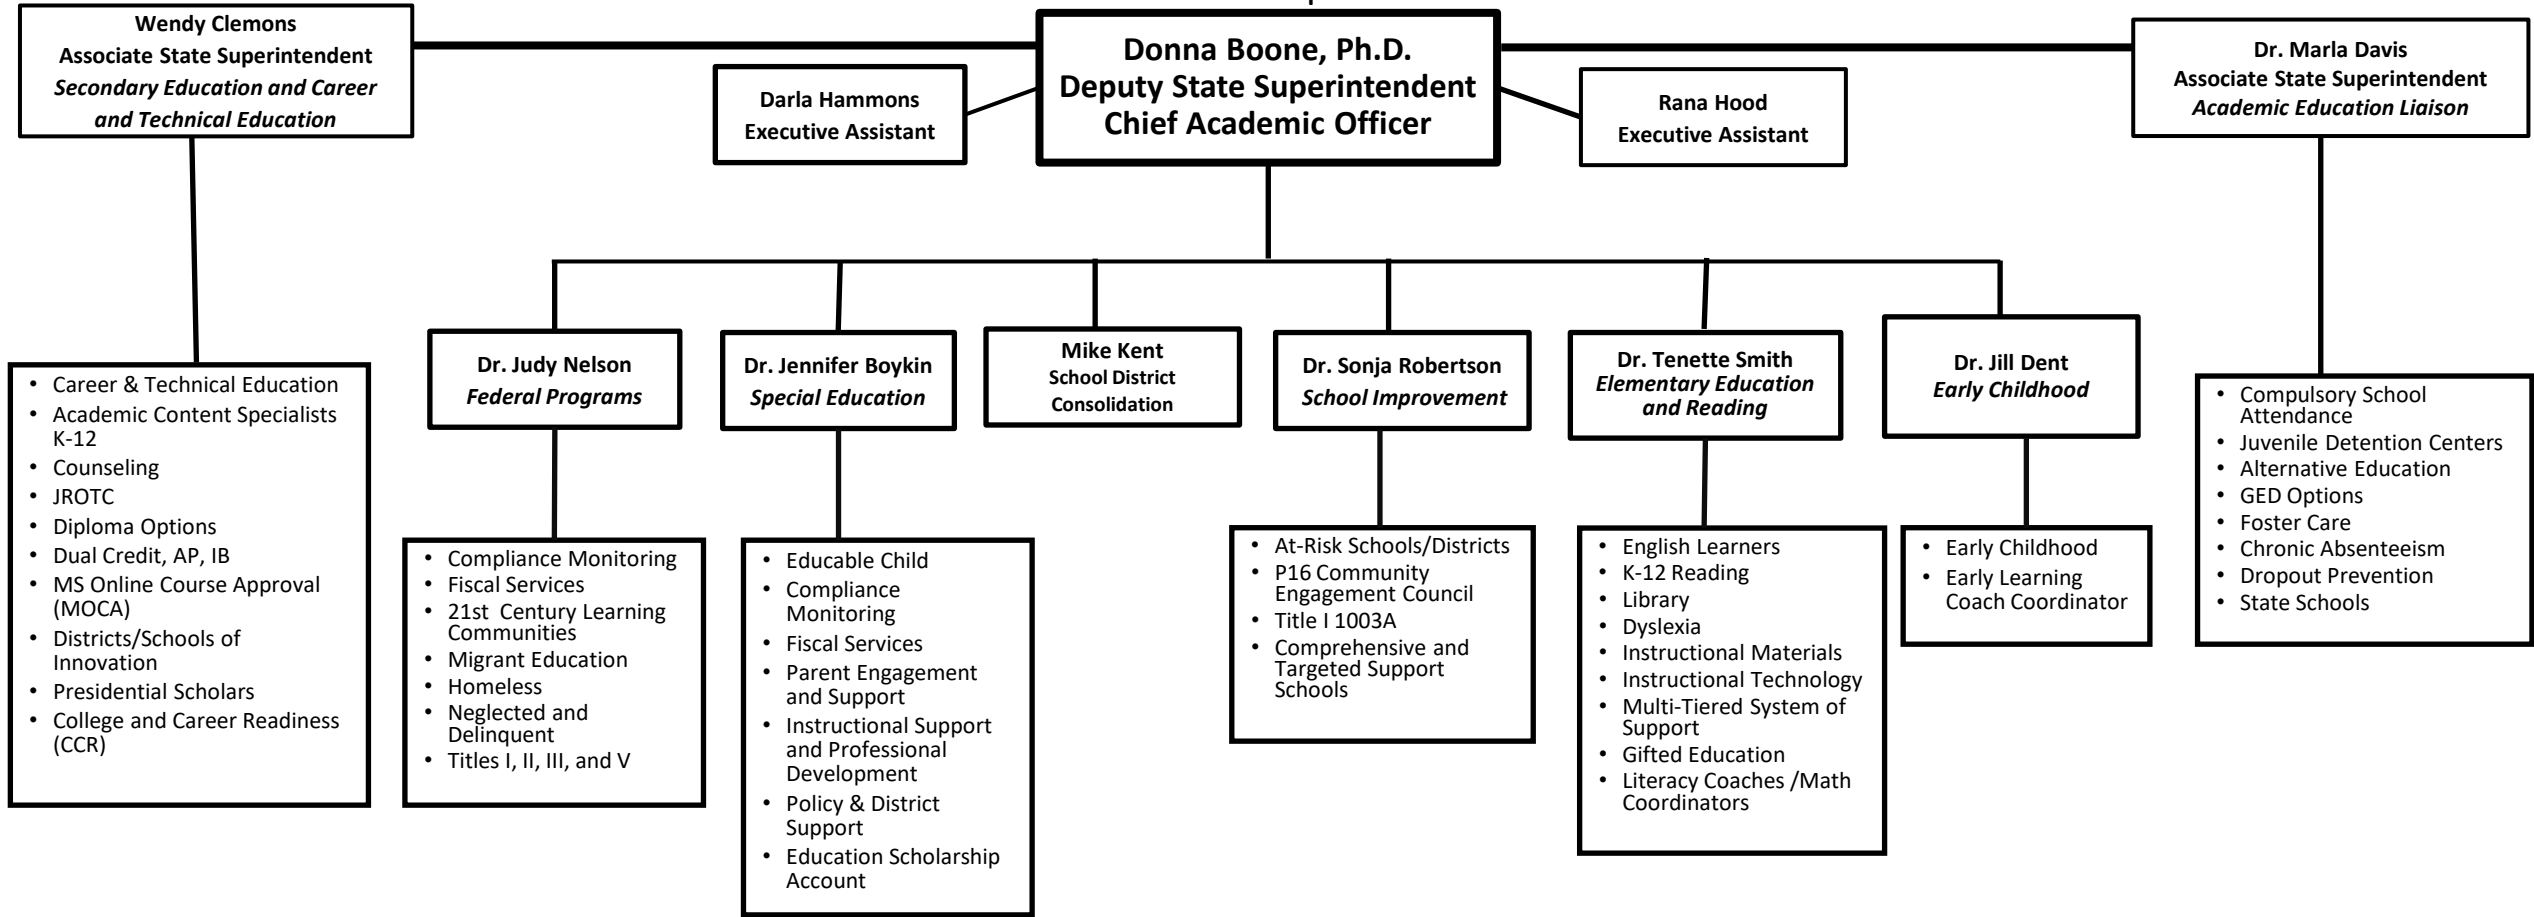 Wendy Clemons
Associate State Superintendent
Secondary Education and Career
and Technical Education
Donna Boone, Ph.D.
Deputy State Superintendent
Chief Academic Officer
Dr. Marla Davis
Associate State Superintendent
Academic Education Liaison
Darla Hammons
Executive Assistant
Rana Hood
Executive Assistant
Dr. Judy Nelson
Federal Programs
Dr. Jennifer Boykin
Special Education
Mike Kent
School District
Consolidation
Dr. Sonja Robertson
School Improvement
Dr. Tenette Smith
Elementary Education
and Reading
Dr. Jill Dent
Early Childhood
• Career & Technical Education
• Academic Content Specialists
K-12
• Counseling
• JROTC
• Diploma Options
• Dual Credit, AP, IB
• MS Online Course Approval
(MOCA)
• Districts/Schools of
Innovation
• Presidential Scholars
• College and Career Readiness
(CCR)
• Compliance Monitoring
• Fiscal Services
• 21st Century Learning
Communities
• Migrant Education
• Homeless
• Neglected and
Delinquent
• Titles I, II, III, and V
• Educable Child
• Compliance
Monitoring
• Fiscal Services
• Parent Engagement
and Support
• Instructional Support
and Professional
Development
• Policy & District
Support
• Education Scholarship
Account
• At-Risk Schools/Districts
• P16 Community
Engagement Council
• Title I 1003A
• Comprehensive and
Targeted Support
Schools
• English Learners
• K-12 Reading
• Library
• Dyslexia
• Instructional Materials
• Instructional Technology
• Multi-Tiered System of
Support
• Gifted Education
• Literacy Coaches /Math
Coordinators
• Early Childhood
• Early Learning
Coach Coordinator
• Compulsory School
Attendance
• Juvenile Detention Centers
• Alternative Education
• GED Options
• Foster Care
• Chronic Absenteeism
• Dropout Prevention
• State Schools